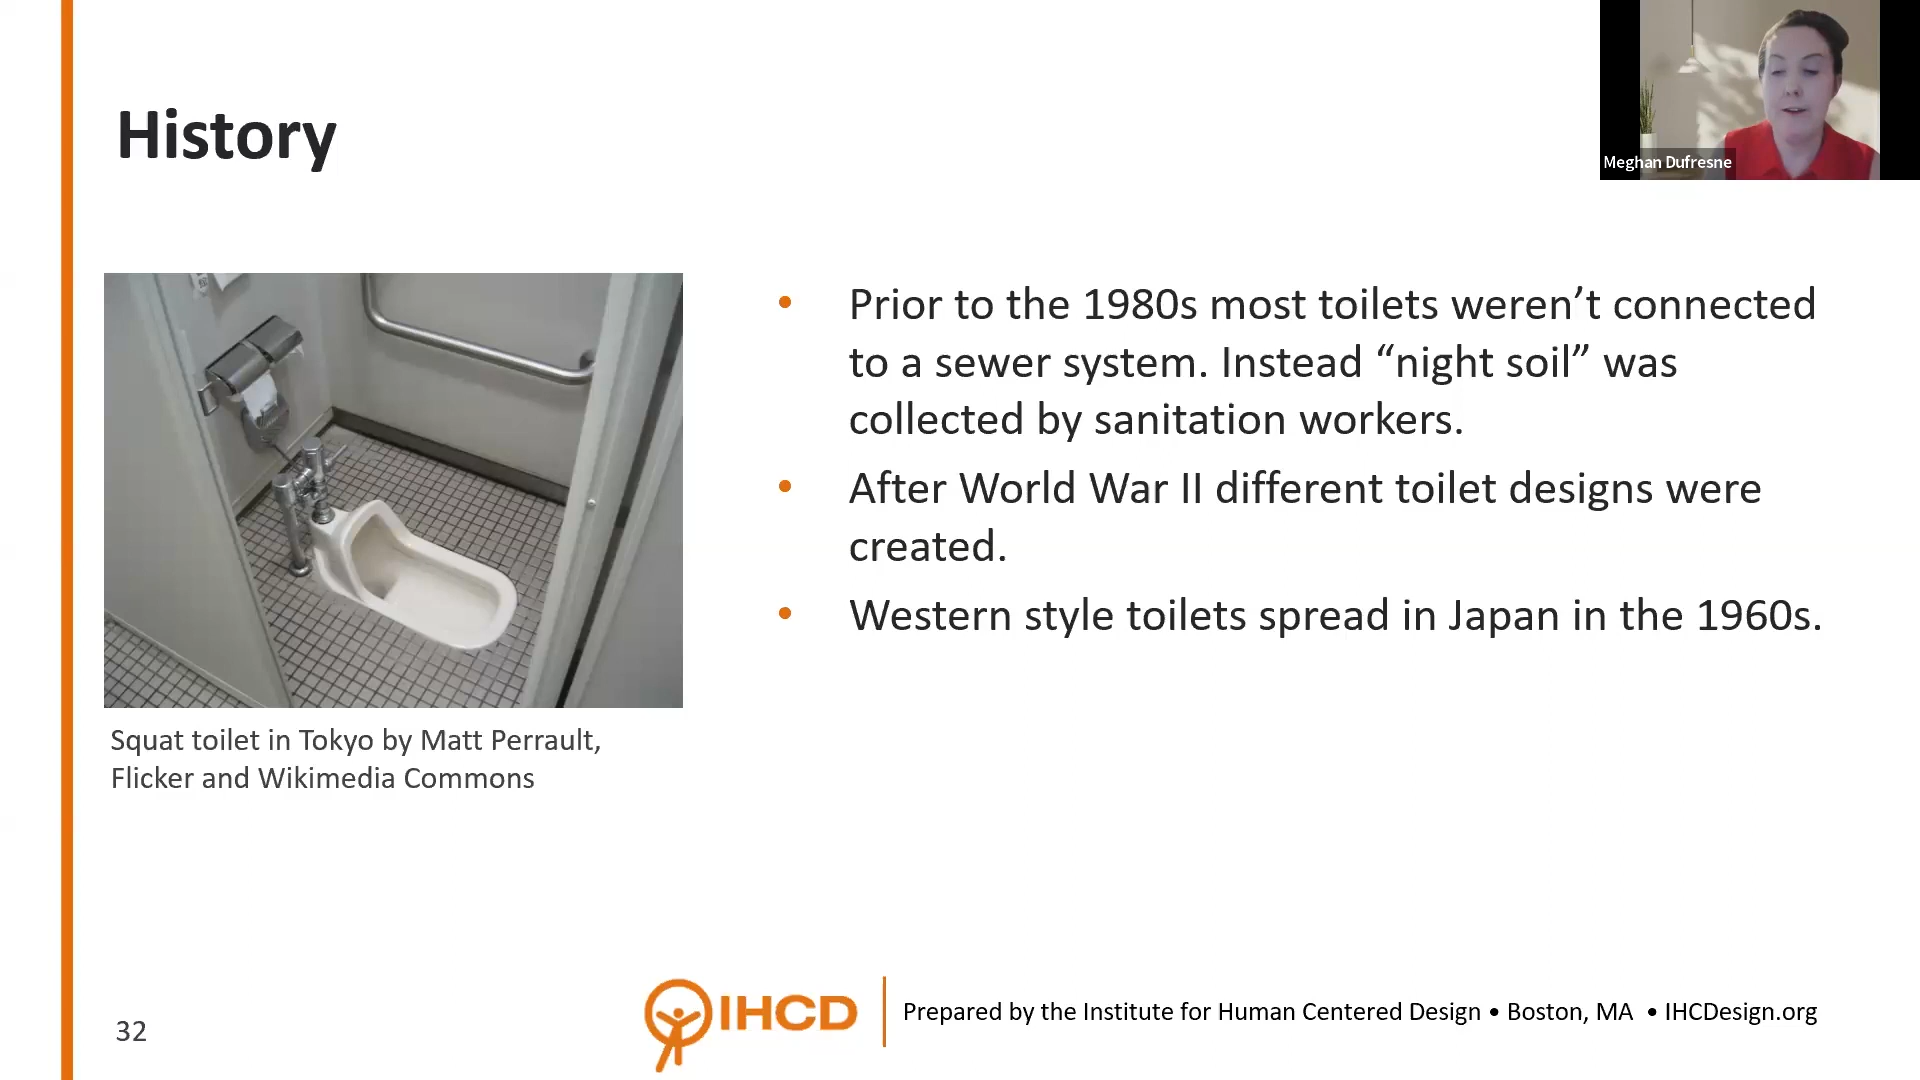 History
Meghan Dufresne
• Prior to the 1980s most toilets weren’t connected
to a sewer system. Instead “night soil” was
collected by sanitation workers.
• After World War II different toilet designs were
created.
• Western style toilets spread in Japan in the 1960s.
Squat toilet in Tokyo by Matt Perrault,
Flicker and Wikimedia Commons
32
IHCD
Prepared by the Institute for Human Centered Design • Boston, MA • IHCDesign.org